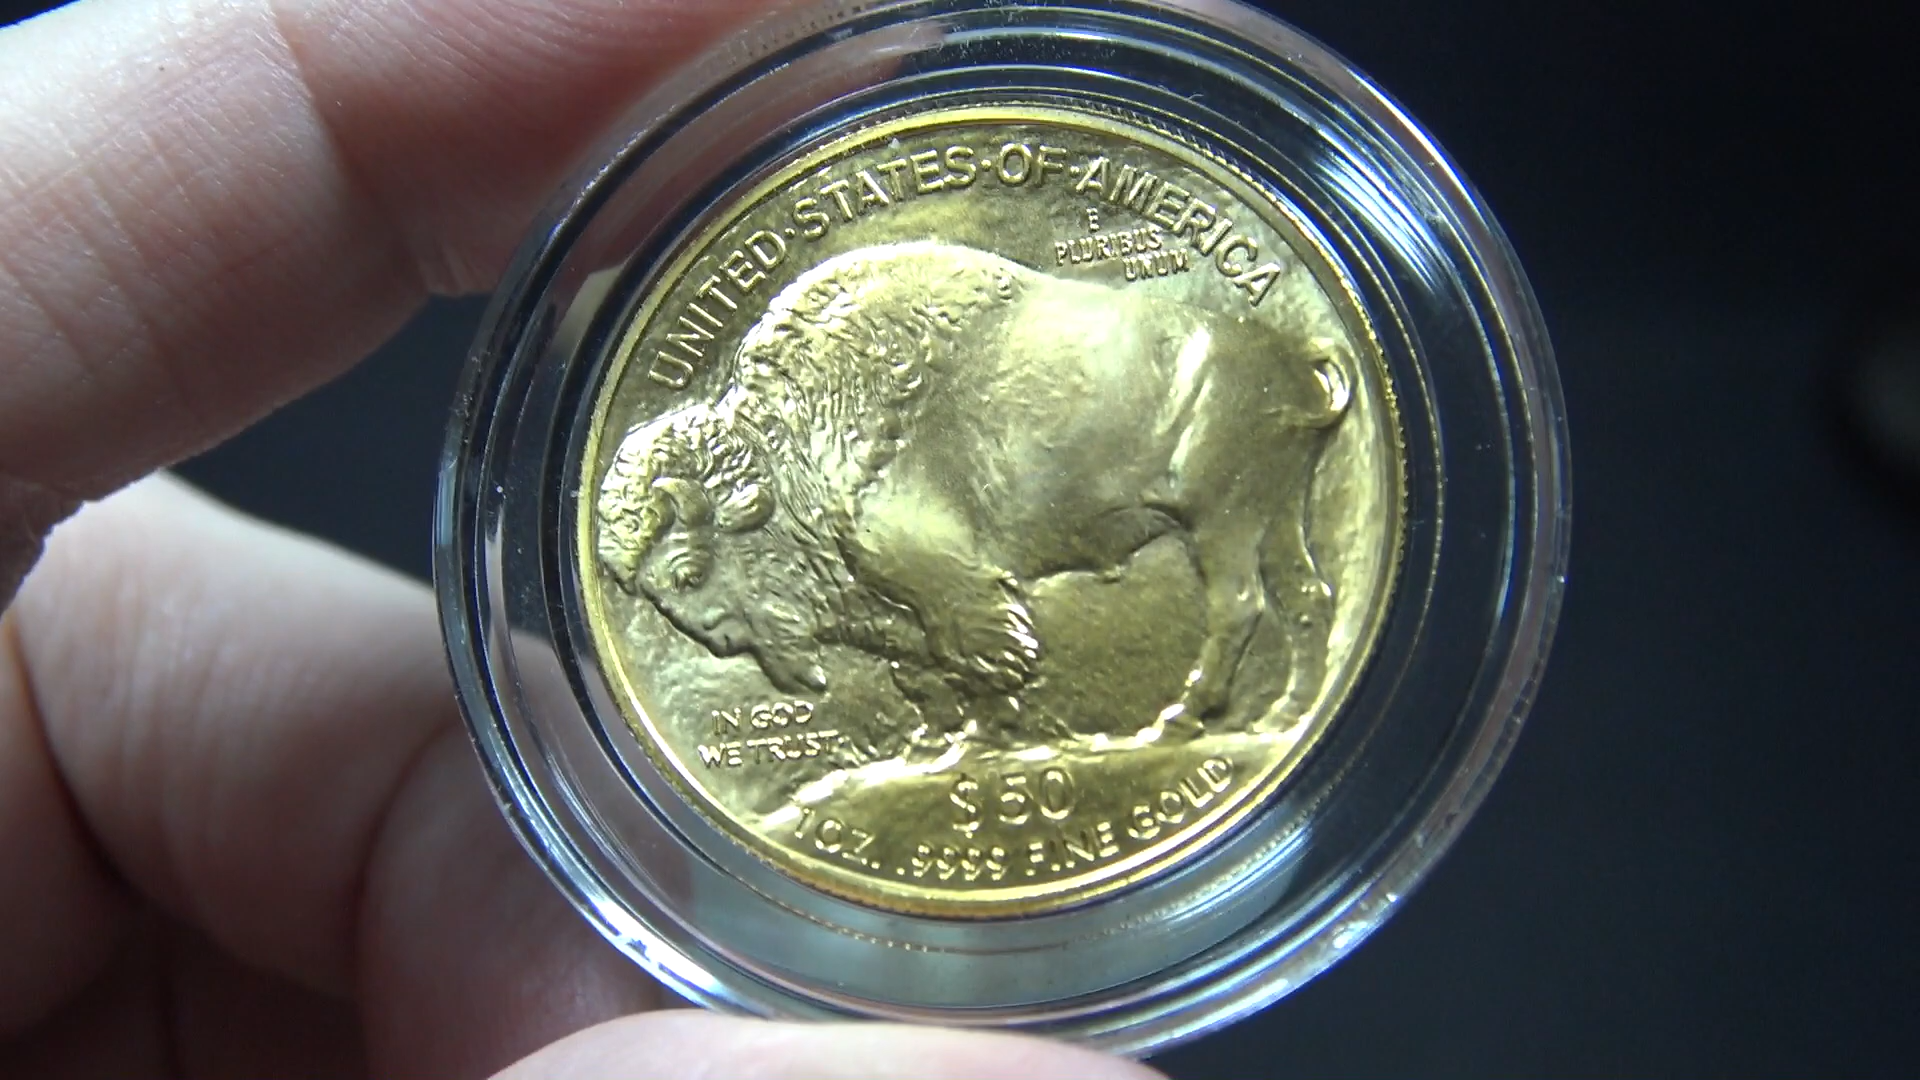 UNITED·STATES·OF·AMERICA
E
PLURIBUS
UNUM
IN GOD
WE TRUST
$50
1 OZ. .9999 FINE GOLD